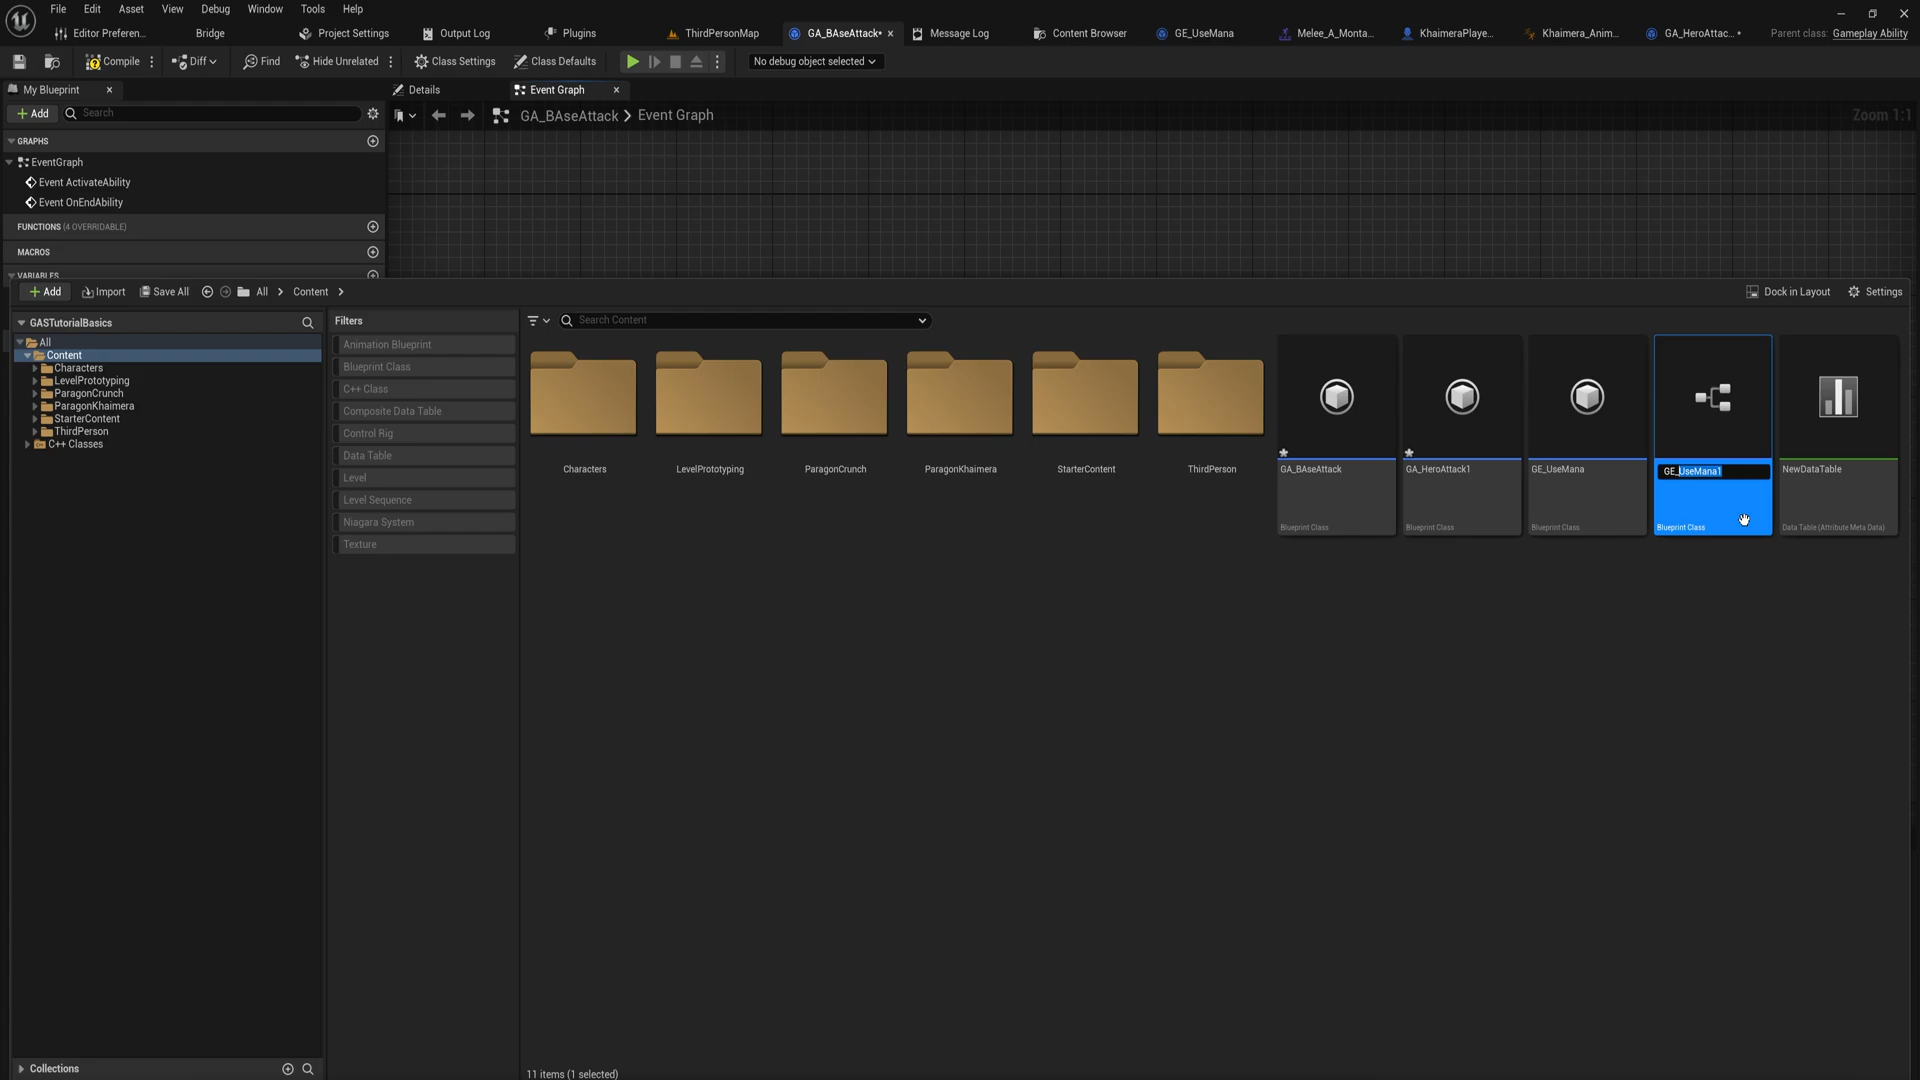 File Edit Asset View Debug Window Tools Help
Editor Preferen... Bridge Project Settings Output Log Plugins ThirdPersonMap GA_BAseAttack* Message Log Content Browser GE_UseMana Melee_A_Monta... KhaimeraPlaye... Khaimera_Anim... GA_HeroAttac... * Parent class: Gameplay Ability
Compile Diff Find Hide Unrelated Class Settings Class Defaults No debug object selected
My Blueprint Details Event Graph
Add Search GA_BAseAttack Event Graph Zoom 1:1
GRAPHS
EventGraph
Event ActivateAbility
Event OnEndAbility
FUNCTIONS (4 OVERRIDABLE)
MACROS
VARIABLES
Add Import Save All All Content Dock in Layout Settings
GASTutorialBasics
All
Content
Characters
LevelPrototyping
ParagonCrunch
ParagonKhaimera
StarterContent
ThirdPerson
C++ Classes
Filters
Animation Blueprint
Blueprint Class
C++ Class
Composite Data Table
Control Rig
Data Table
Level
Level Sequence
Niagara System
Texture
Search Content
Characters LevelPrototyping ParagonCrunch ParagonKhaimera StarterContent ThirdPerson GA_BAseAttack GA_HeroAttack1 GE_UseMana GE_UseMana1 NewDataTable
Blueprint Class Blueprint Class Blueprint Class Blueprint Class Data Table (Attribute Meta Data)
Collections
11 items (1 selected)